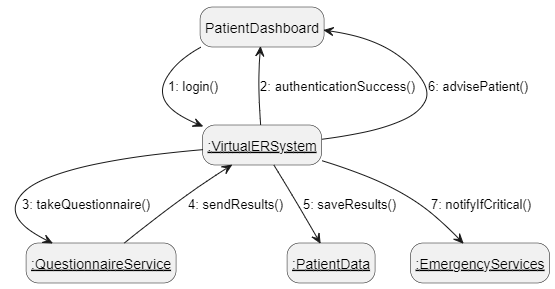 PatientDashboard
1: login()
2: authenticationSuccess()
6: advisePatient()
:VirtualERSystem
3: takeQuestionnaire()
4: sendResults()
5: saveResults()
7: notifyIfCritical()
:QuestionnaireService
:PatientData
:EmergencyServices